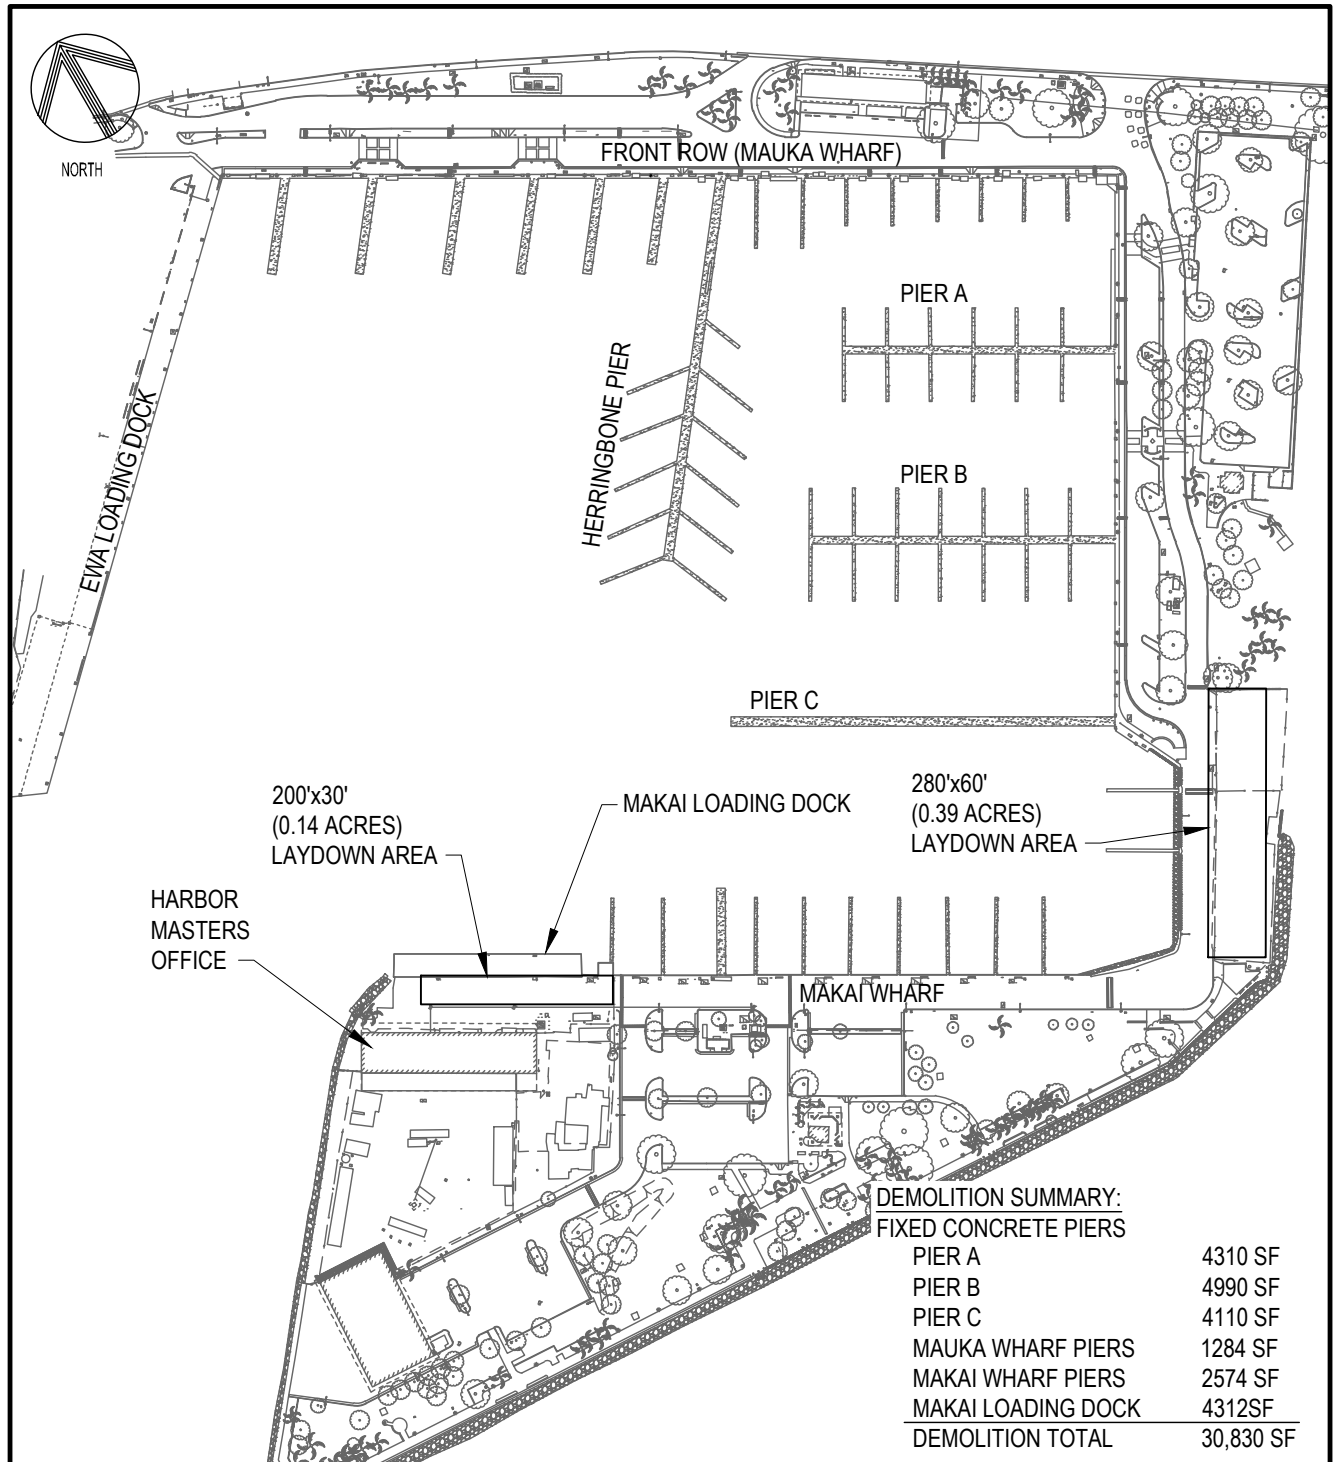 NORTH
FRONT ROW (MAUKA WHARF)
PIER A
HERRINGBONE PIER
EWA LOADING DOCK
PIER B
PIER C
200'x30'
(0.14 ACRES)
LAYDOWN AREA
MAKAI LOADING DOCK
280'x60'
(0.39 ACRES)
LAYDOWN AREA
HARBOR
MASTERS
OFFICE
MAKAI WHARF
DEMOLITION SUMMARY:
FIXED CONCRETE PIERS
PIER A 4310 SF
PIER B 4990 SF
PIER C 4110 SF
MAUKA WHARF PIERS 1284 SF
MAKAI WHARF PIERS 2574 SF
MAKAI LOADING DOCK 4312SF
DEMOLITION TOTAL 30,830 SF